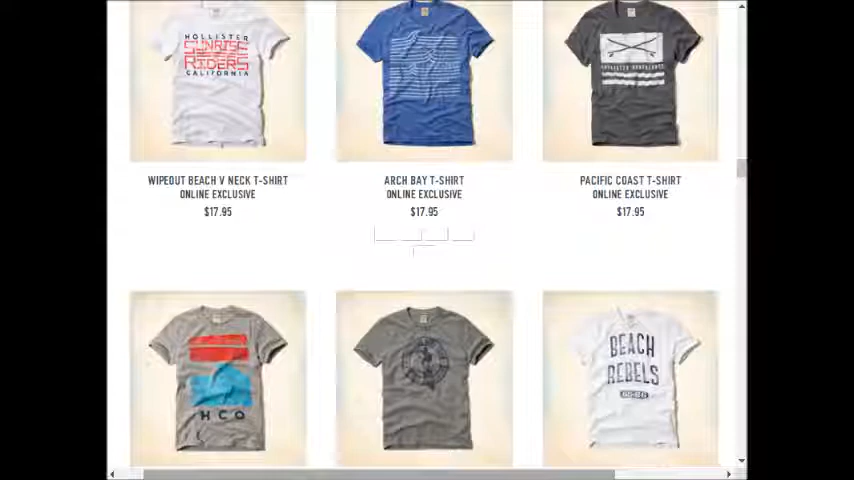 HOLLISTER
SUNRISE
RIDERS
CALIFORNIA
WIPEOUT BEACH V NECK T-SHIRT
ONLINE EXCLUSIVE
$17.95
ARCH BAY T-SHIRT
ONLINE EXCLUSIVE
$17.95
PACIFIC COAST T-SHIRT
ONLINE EXCLUSIVE
$17.95
HCO
BEACH
REBELS